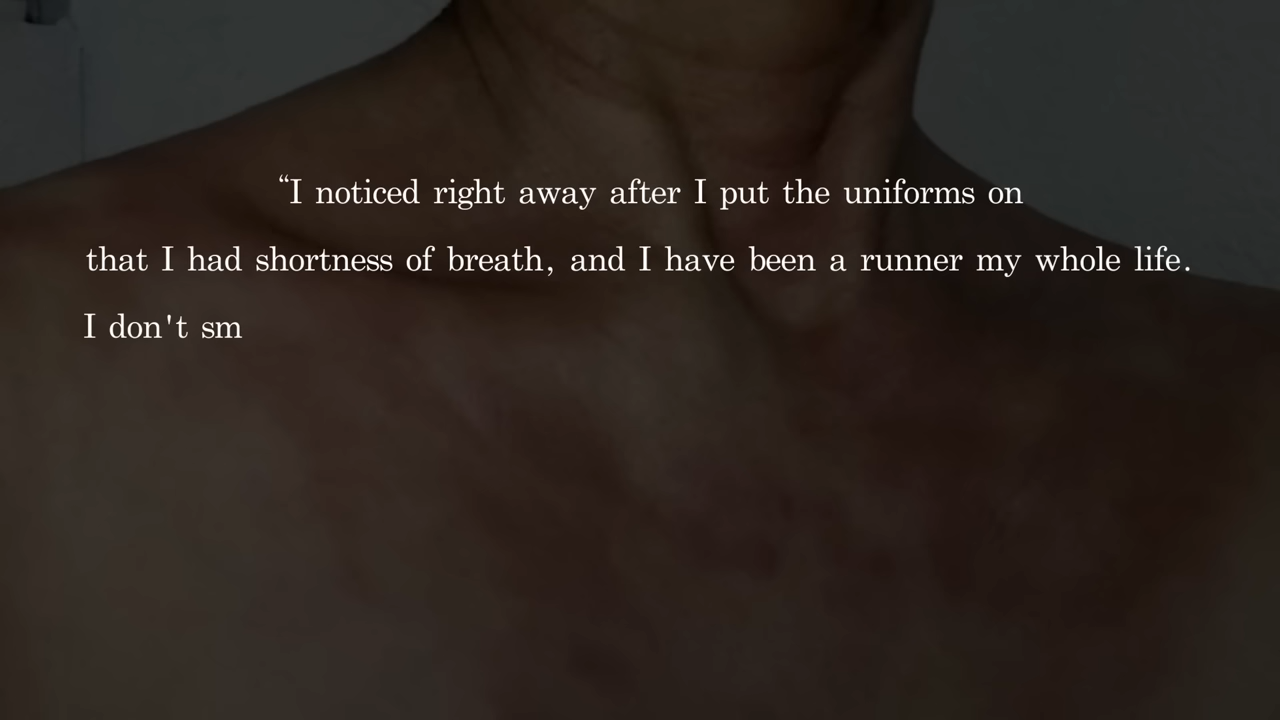 “I noticed right away after I put the uniforms on
that I had shortness of breath, and I have been a runner my whole life.
I don't sm